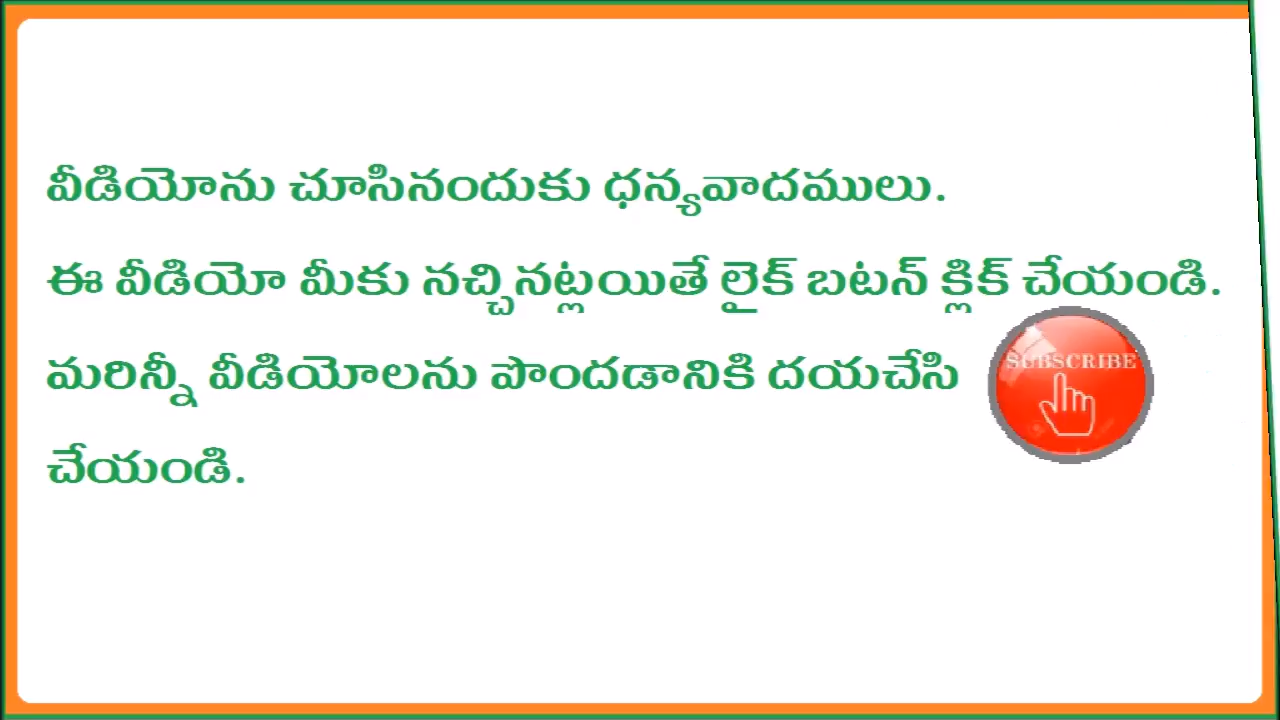 వీడియోను చూసినందుకు ధన్యవాదములు.
ఈ వీడియో మీకు నచ్చినట్లయితే లైక్ బటన్ క్లిక్ చేయండి.
మరిన్నీ వీడియోలను పొందడానికి దయచేసి SUBSCRIBE
చేయండి.